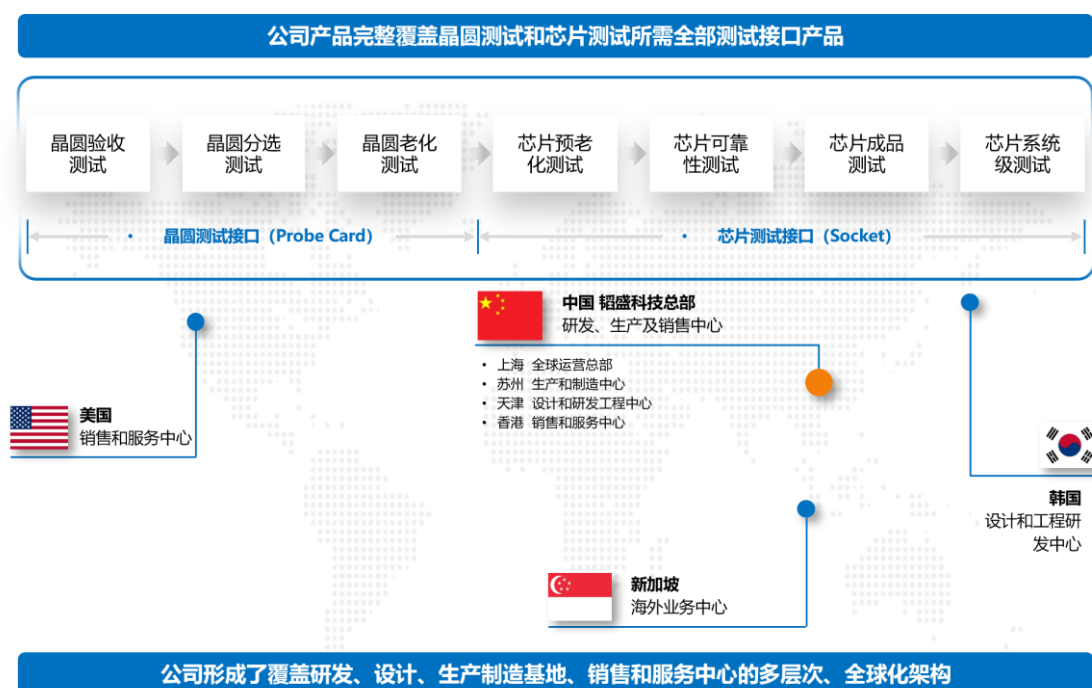 公司产品完整覆盖晶圆测试和芯片测试所需全部测试接口产品
晶圆验收
测试
晶圆分选
测试
晶圆老化
测试
芯片预老
化测试
芯片可靠
性测试
芯片成品
测试
芯片系统
级测试
• 晶圆测试接口（Probe Card）
• 芯片测试接口（Socket）
中国 韬盛科技总部
研发、生产及销售中心
• 上海 全球运营总部
• 苏州 生产和制造中心
• 天津 设计和研发工程中心
• 香港 销售和服务中心
美国
销售和服务中心
韩国
设计和工程研
发中心
新加坡
海外业务中心
公司形成了覆盖研发、设计、生产制造基地、销售和服务中心的多层次、全球化架构